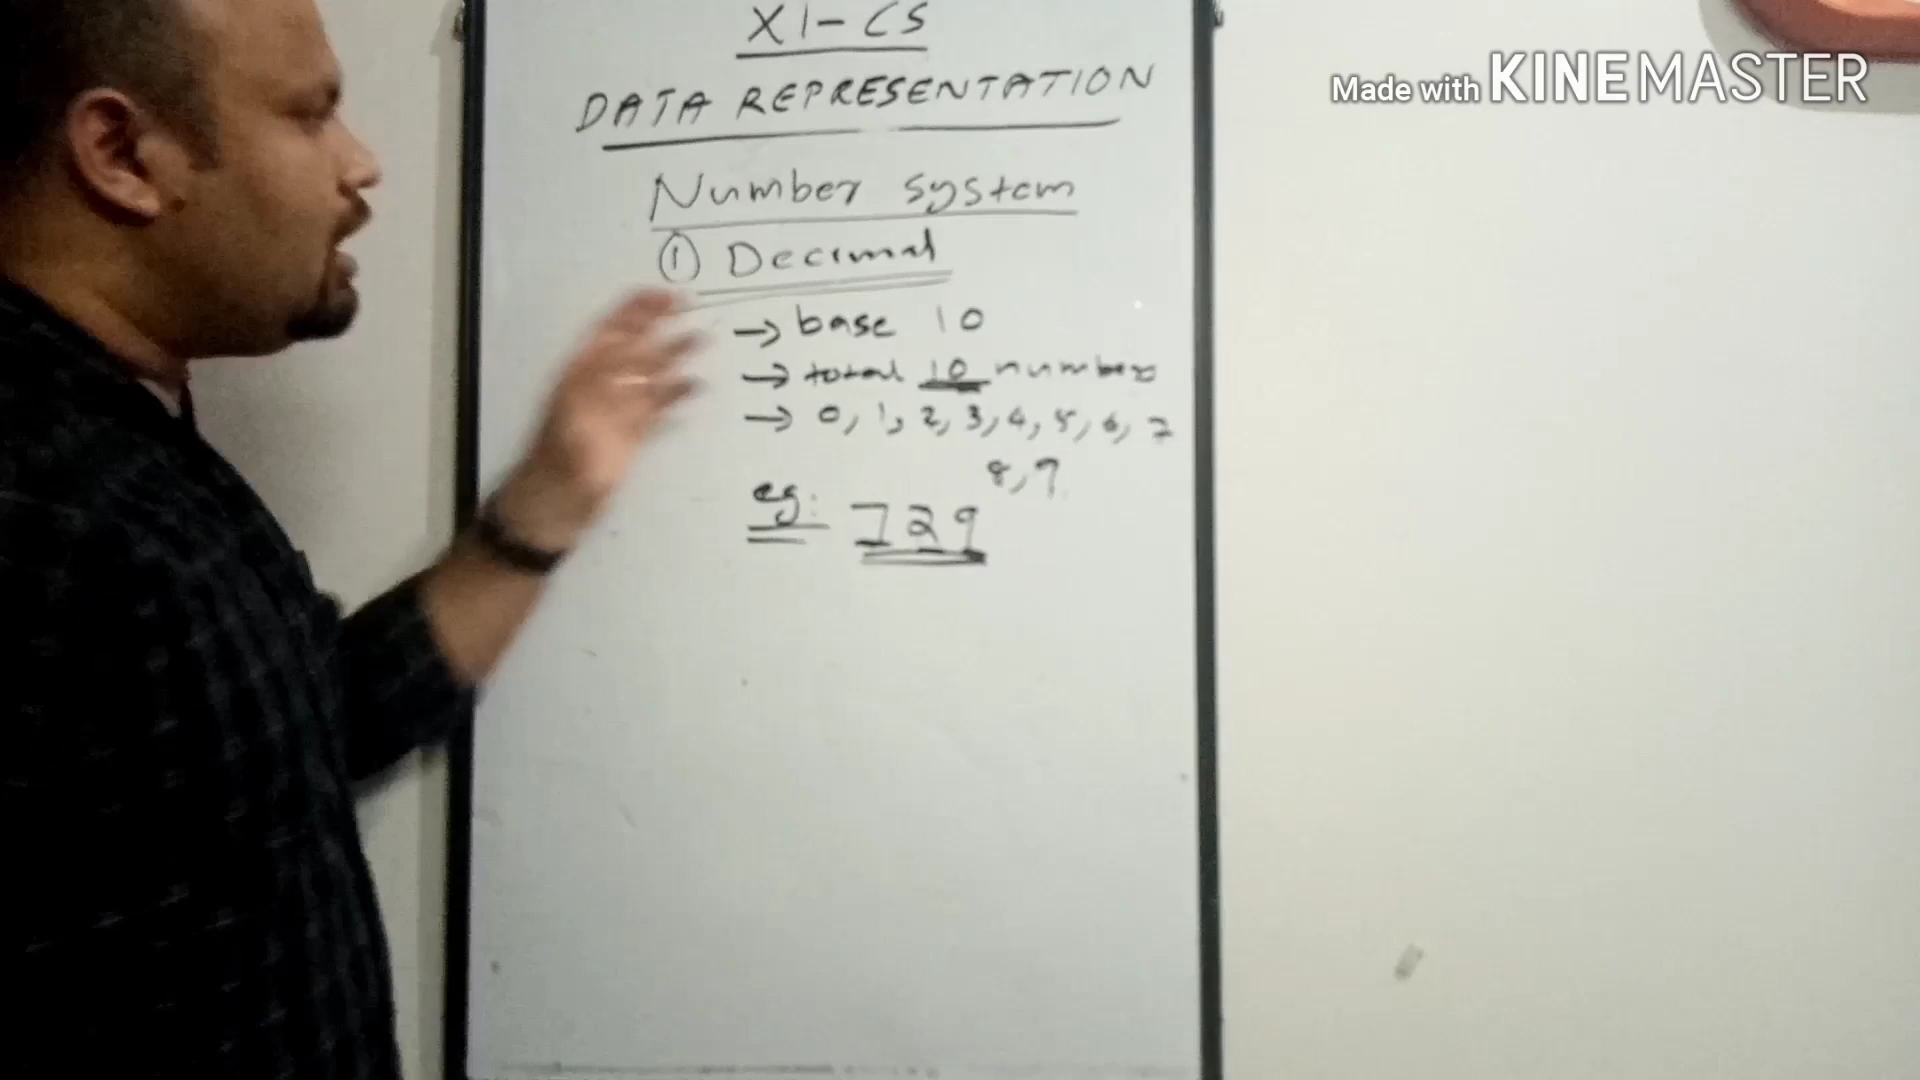 XI-CS
DATA REPRESENTATION
Number system
① Decimal
→ base 10
→ total 10 numbers
→ 0, 1, 2, 3, 4, 5, 6, 7
8, 9
eg: 729
Made with KINEMASTER